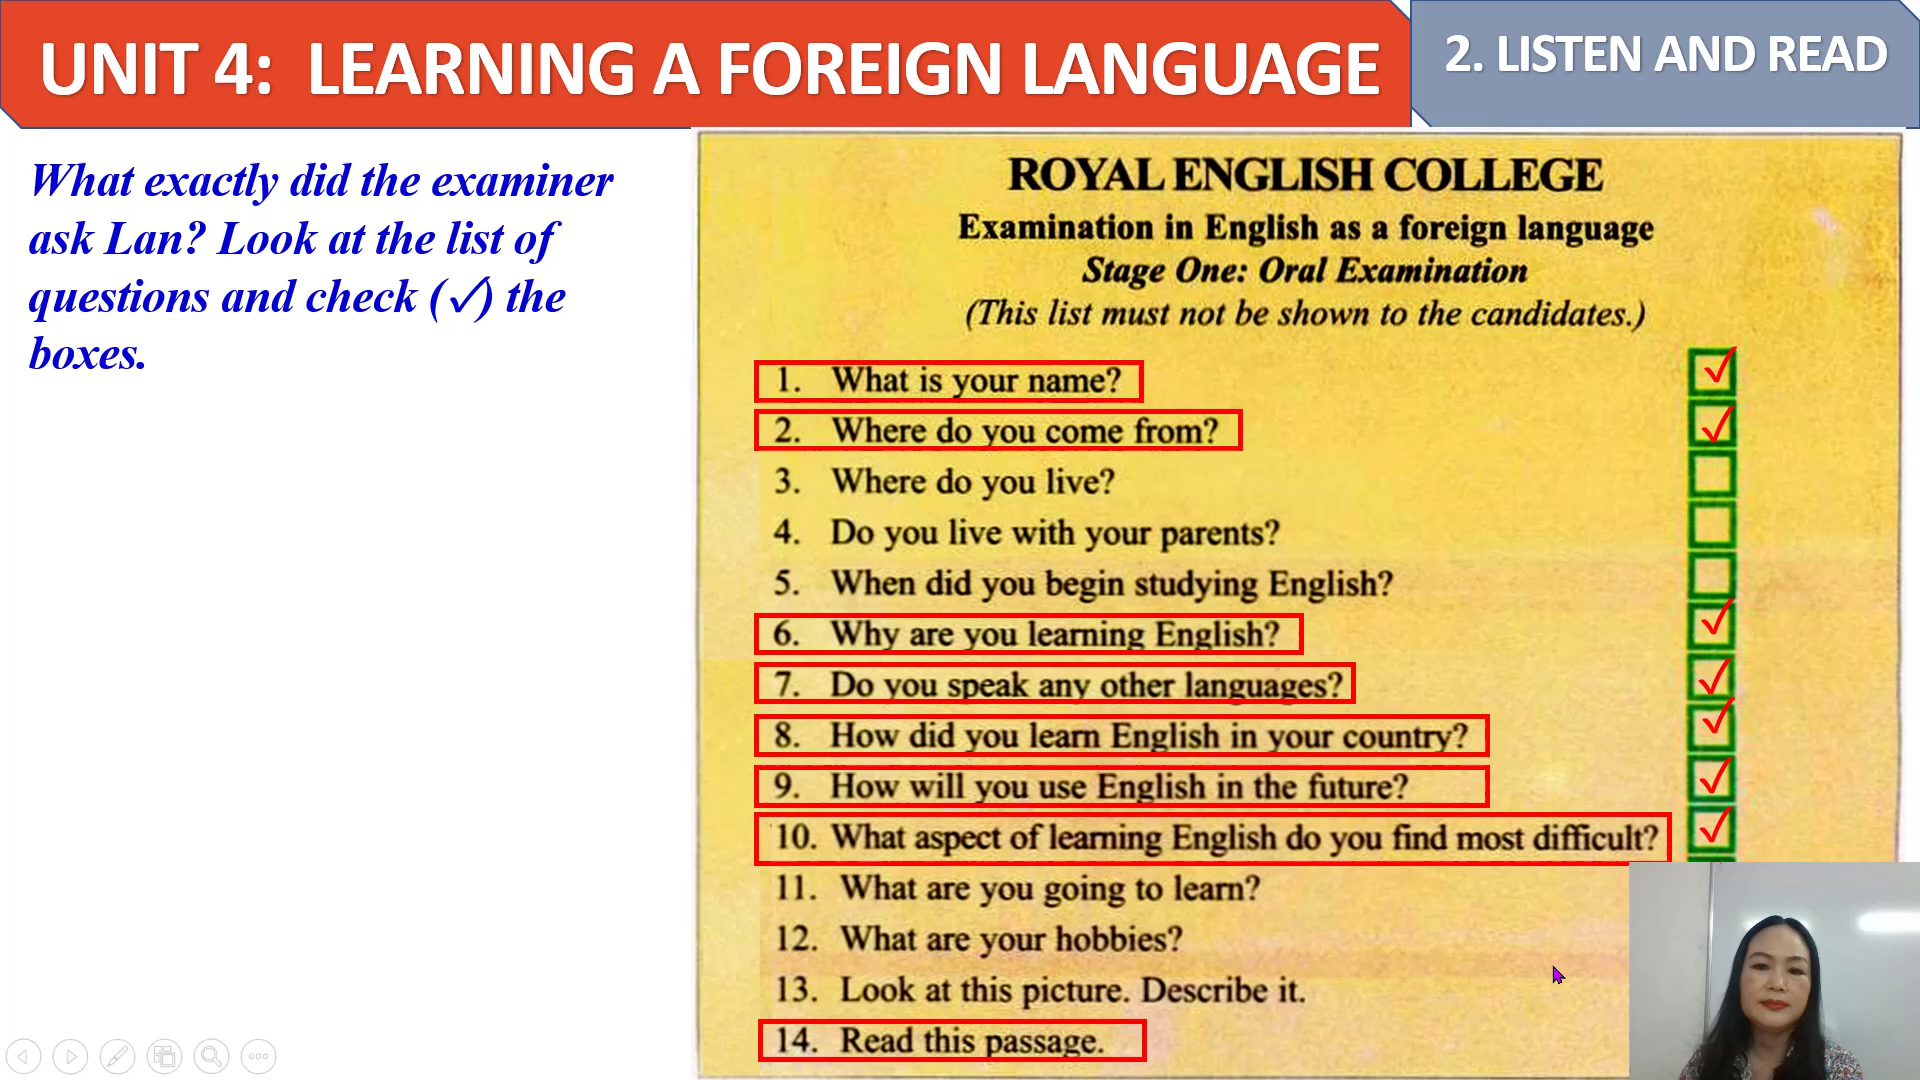 UNIT 4: LEARNING A FOREIGN LANGUAGE
2. LISTEN AND READ
What exactly did the examiner
ask Lan? Look at the list of
questions and check (✓) the
boxes.
ROYAL ENGLISH COLLEGE
Examination in English as a foreign language
Stage One: Oral Examination
(This list must not be shown to the candidates.)
1. What is your name? ✓
2. Where do you come from? ✓
3. Where do you live?
4. Do you live with your parents?
5. When did you begin studying English?
6. Why are you learning English? ✓
7. Do you speak any other languages? ✓
8. How did you learn English in your country? ✓
9. How will you use English in the future? ✓
10. What aspect of learning English do you find most difficult? ✓
11. What are you going to learn?
12. What are your hobbies?
13. Look at this picture. Describe it.
14. Read this passage.